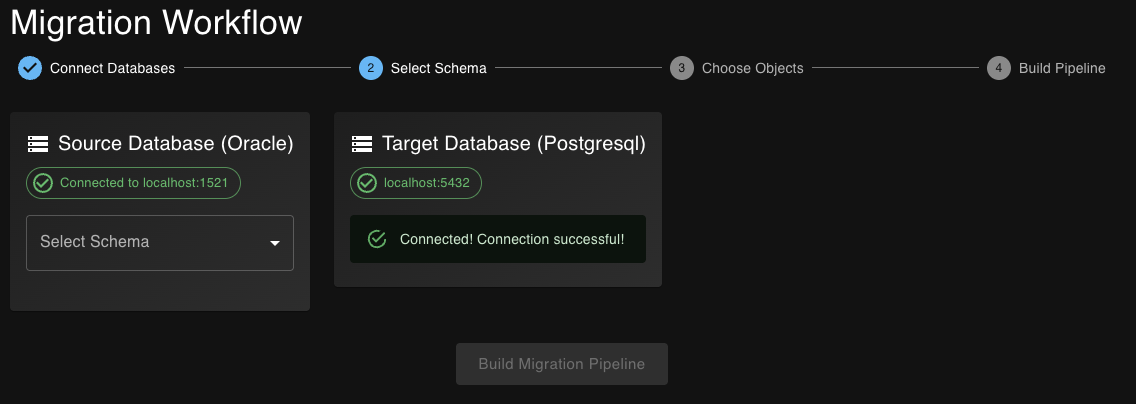 Migration Workflow
Connect Databases
2 Select Schema
3 Choose Objects
4 Build Pipeline
Source Database (Oracle)
Connected to localhost:1521
Select Schema
Target Database (Postgresql)
localhost:5432
Connected! Connection successful!
Build Migration Pipeline